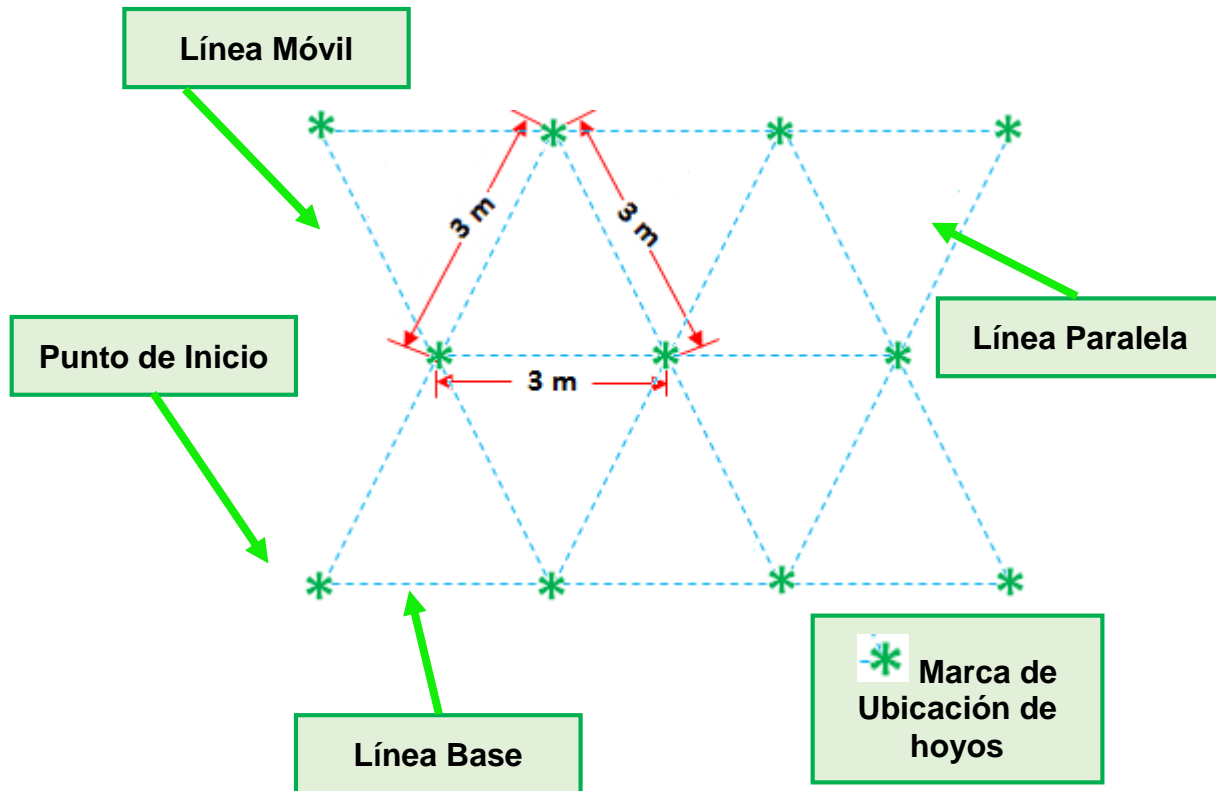 Línea Móvil
3 m
3 m
Punto de Inicio
Línea Paralela
3 m
Marca de
Ubicación de
hoyos
Línea Base